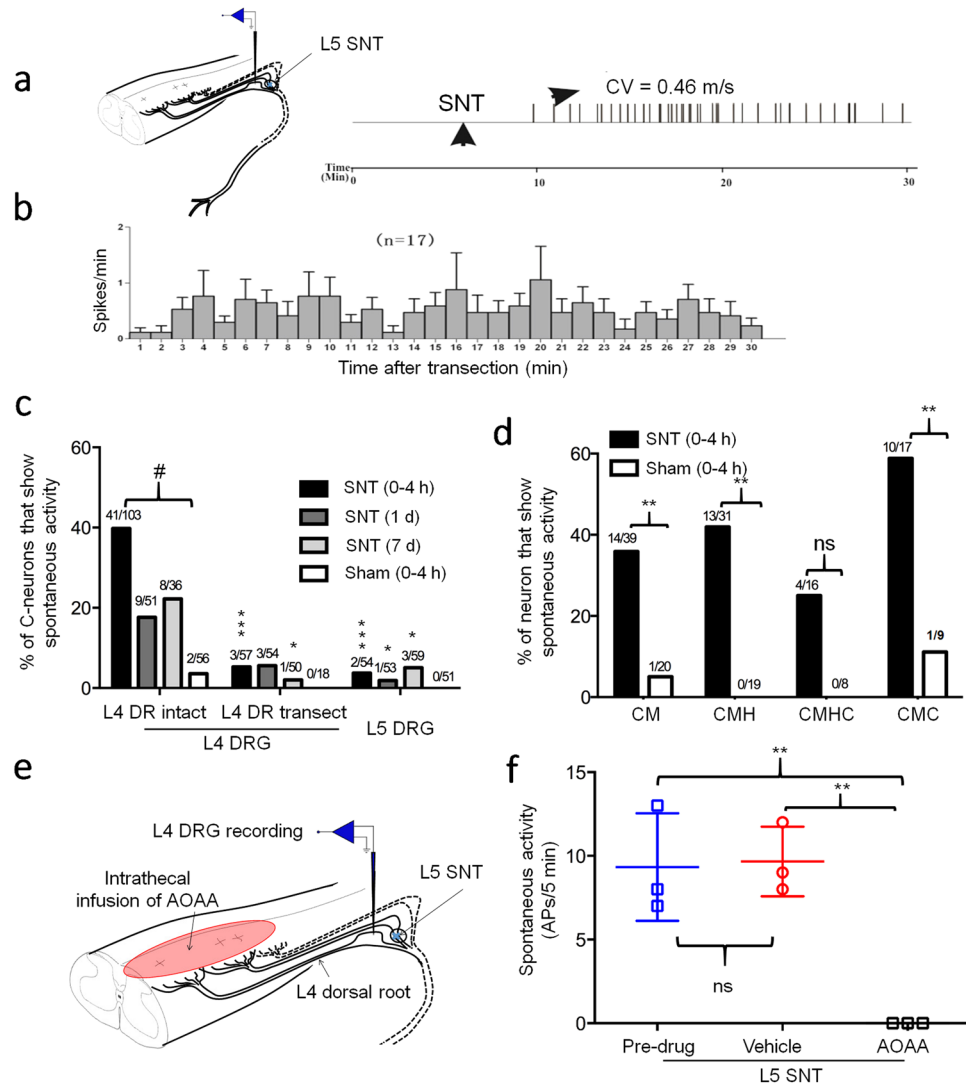 a
L5 SNT
SNT
CV = 0.46 m/s
Time
(Min)
0
10
20
30
b
(n=17)
Spikes/min
2
1
0
1 2 3 4 5 6 7 8 9 10 11 12 13 14 15 16 17 18 19 20 21 22 23 24 25 26 27 28 29 30
Time after transection (min)
c
% of C-neurons that show
spontaneous activity
60
40
20
0
#
SNT (0-4 h)
SNT (1 d)
SNT (7 d)
Sham (0-4 h)
41/103
9/51
8/36
2/56
***
3/57
3/54
*
1/50
0/18
***
2/54
*
1/53
*
3/59
0/51
L4 DR intact
L4 DR transect
L5 DRG
L4 DRG
d
% of neuron that show
spontaneous activity
60
40
20
0
SNT (0-4 h)
Sham (0-4 h)
**
14/39
1/20
**
13/31
0/19
ns
4/16
0/8
**
10/17
1/9
CM
CMH
CMHC
CMC
e
L4 DRG recording
L5 SNT
Intrathecal
infusion of AOAA
L4 dorsal root
f
Spontaneous activity
(APs/5 min)
15
10
5
0
**
**
ns
Pre-drug
Vehicle
AOAA
L5 SNT